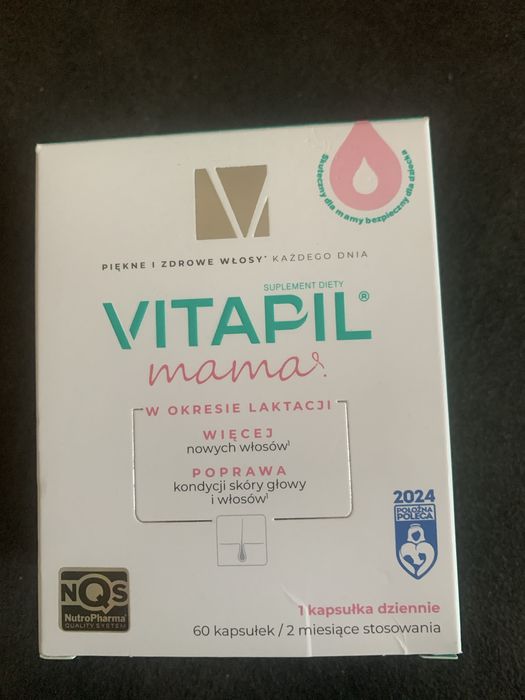 Skuteczny dla mamy bezpieczny dla dziecka
V
PIĘKNE I ZDROWE WŁOSY* KAŻDEGO DNIA
SUPLEMENT DIETY
VITAPIL®
mama
W OKRESIE LAKTACJI
WIĘCEJ
nowych włosów¹
POPRAWA
kondycji skóry głowy
i włosów¹
2024
POŁOŻNA
POLECA
NQS
NutroPharma
QUALITY SYSTEM
1 kapsułka dziennie
60 kapsułek / 2 miesiące stosowania